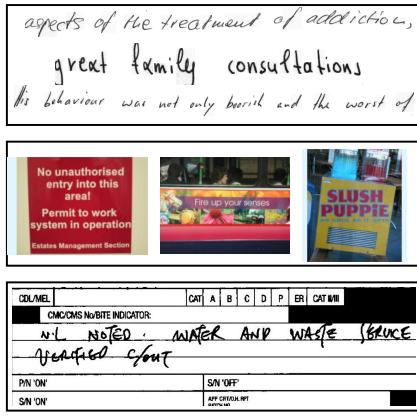 aspects of the treatment of addiction,
great family consultations
His behaviour was not only boorish and the worst of
No unauthorised
entry into this
area!
Permit to work
system in operation
Estates Management Section
Fire up your senses
SLUSH
PUPPiE
CDL/MEL CAT A B C D P ER CAT II/III
CMC/CMS No/BITE INDICATOR:
N.L NOTED. WATER AND WASTE SERVICE
VERIFIED C/OUT
P/N 'ON' S/N 'OFF'
S/N 'ON' AFF CRT/O.H. RPT